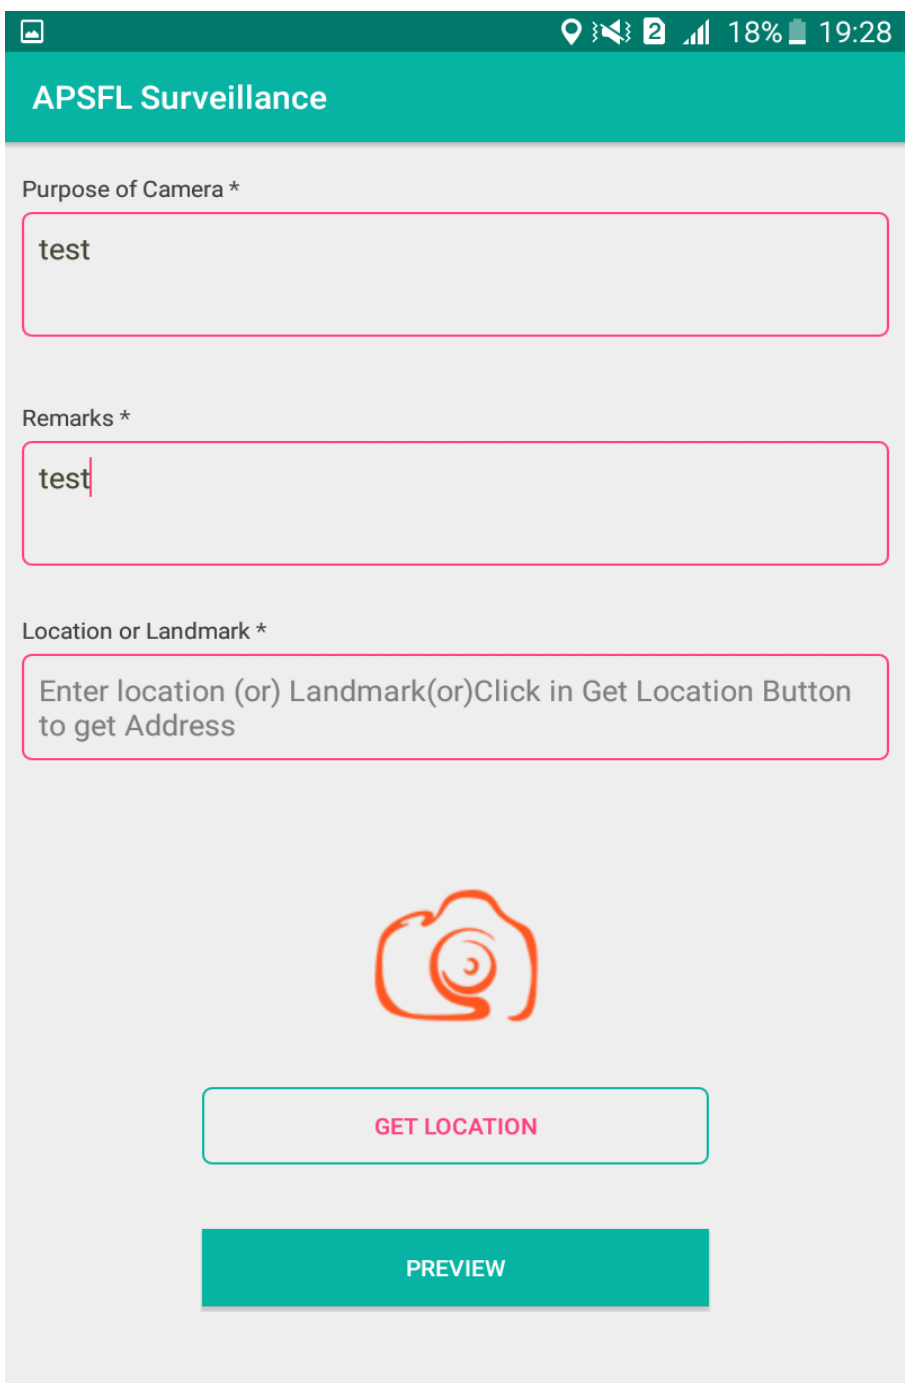 2 18% 19:28
APSFL Surveillance
Purpose of Camera *
test
Remarks *
test
Location or Landmark *
Enter location (or) Landmark(or)Click in Get Location Button
to get Address
GET LOCATION
PREVIEW